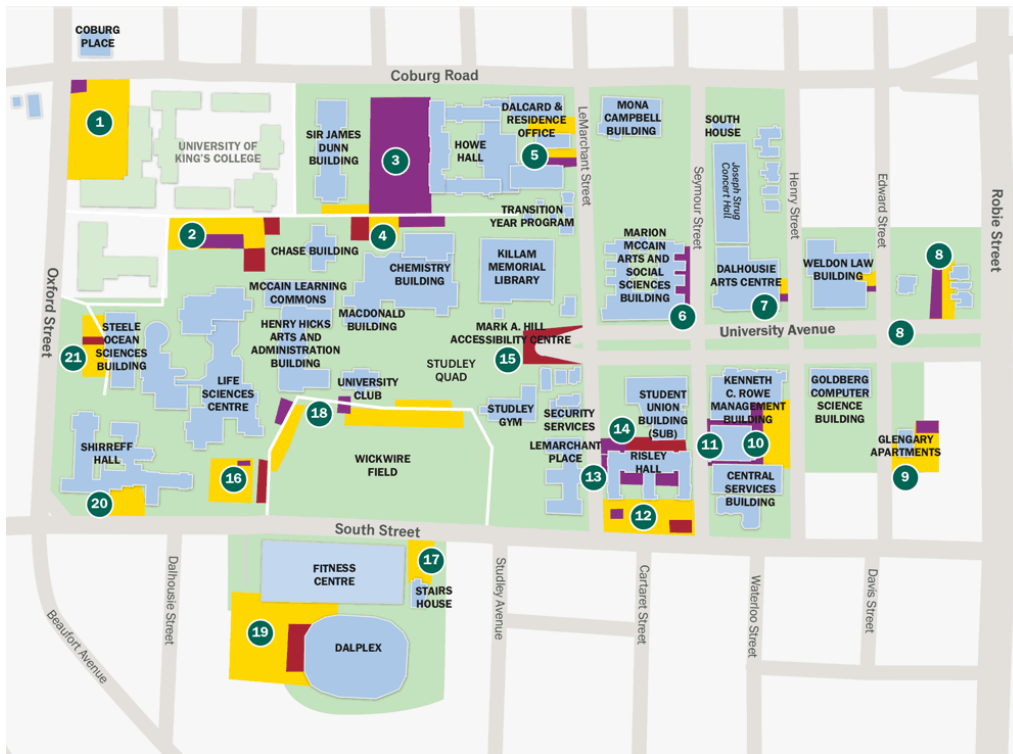 COBURG
PLACE
Coburg Road
1
UNIVERSITY OF
KING'S COLLEGE
SIR JAMES
DUNN
BUILDING
3
HOWE
HALL
DALCARD &
RESIDENCE
OFFICE
5
LeMarchant Street
MONA
CAMPBELL
BUILDING
SOUTH
HOUSE
Joseph Strug
Concert Hall
Seymour Street
Henry Street
Edward Street
Robie Street
TRANSITION
YEAR PROGRAM
2
4
CHASE BUILDING
CHEMISTRY
BUILDING
KILLAM
MEMORIAL
LIBRARY
MARION
MCCAIN
ARTS AND
SOCIAL
SCIENCES
BUILDING
6
DALHOUSIE
ARTS CENTRE
7
WELDON LAW
BUILDING
8
8
University Avenue
Oxford Street
MCCAIN LEARNING
COMMONS
MACDONALD
BUILDING
HENRY HICKS
ARTS AND
ADMINISTRATION
BUILDING
MARK A. HILL
ACCESSIBILITY CENTRE
15
STUDLEY
QUAD
STEELE
OCEAN
SCIENCES
BUILDING
21
LIFE
SCIENCES
CENTRE
UNIVERSITY
CLUB
18
STUDLEY
GYM
SECURITY
SERVICES
STUDENT
UNION
BUILDING
(SUB)
14
KENNETH
C. ROWE
MANAGEMENT
BUILDING
11
10
GOLDBERG
COMPUTER
SCIENCE
BUILDING
GLENGARY
APARTMENTS
9
SHIRREFF
HALL
20
16
WICKWIRE
FIELD
LEMARCHANT
PLACE
13
RISLEY
HALL
CENTRAL
SERVICES
BUILDING
12
South Street
FITNESS
CENTRE
17
STAIRS
HOUSE
19
DALPLEX
Beaufort Avenue
Dalhousie Street
Studley Avenue
Cartaret Street
Waterloo Street
Davis Street